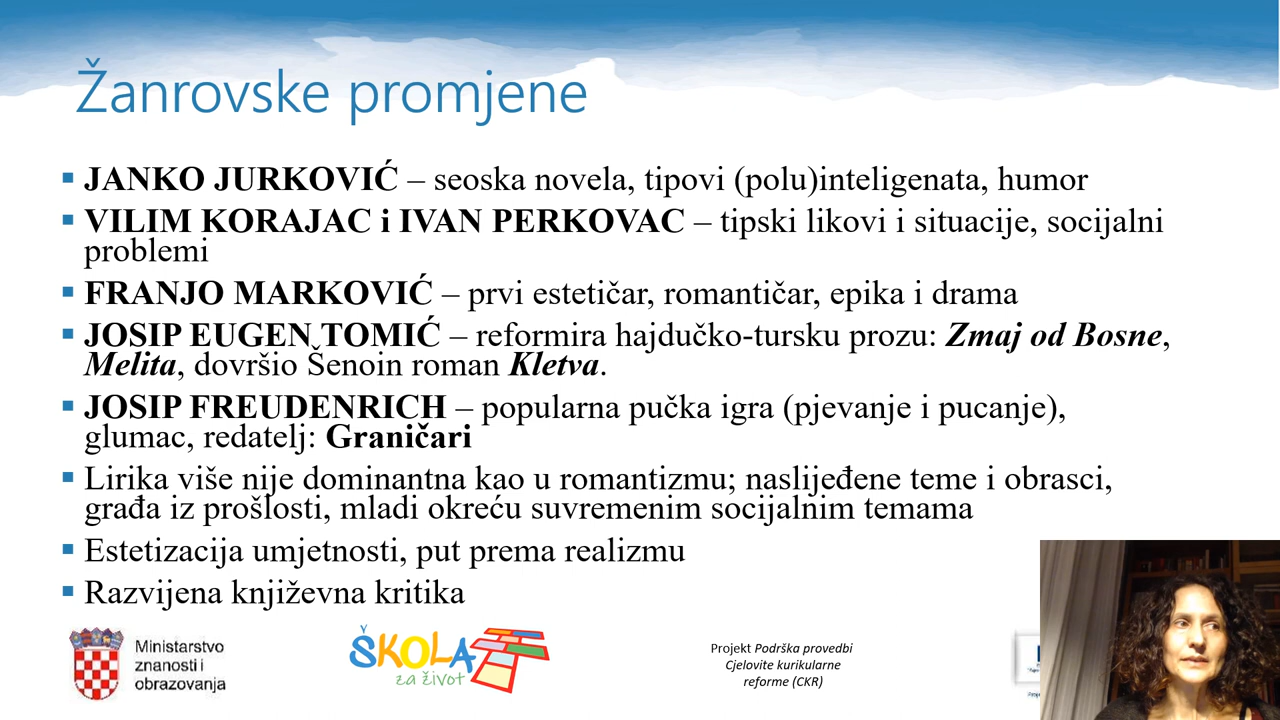 Žanrovske promjene
▪ JANKO JURKOVIĆ – seoska novela, tipovi (polu)inteligenata, humor
▪ VILIM KORAJAC i IVAN PERKOVAC – tipski likovi i situacije, socijalni
problemi
▪ FRANJO MARKOVIĆ – prvi estetičar, romantičar, epika i drama
▪ JOSIP EUGEN TOMIĆ – reformira hajdučko-tursku prozu: Zmaj od Bosne,
Melita, dovršio Šenoin roman Kletva.
▪ JOSIP FREUDENRICH – popularna pučka igra (pjevanje i pucanje),
glumac, redatelj: Graničari
▪ Lirika više nije dominantna kao u romantizmu; naslijeđene teme i obrasci,
građa iz prošlosti, mladi okreću suvremenim socijalnim temama
▪ Estetizacija umjetnosti, put prema realizmu
▪ Razvijena književna kritika
Ministarstvo
znanosti i
obrazovanja
ŠKOLA
za život
Projekt Podrška provedbi
Cjelovite kurikularne
reforme (CKR)